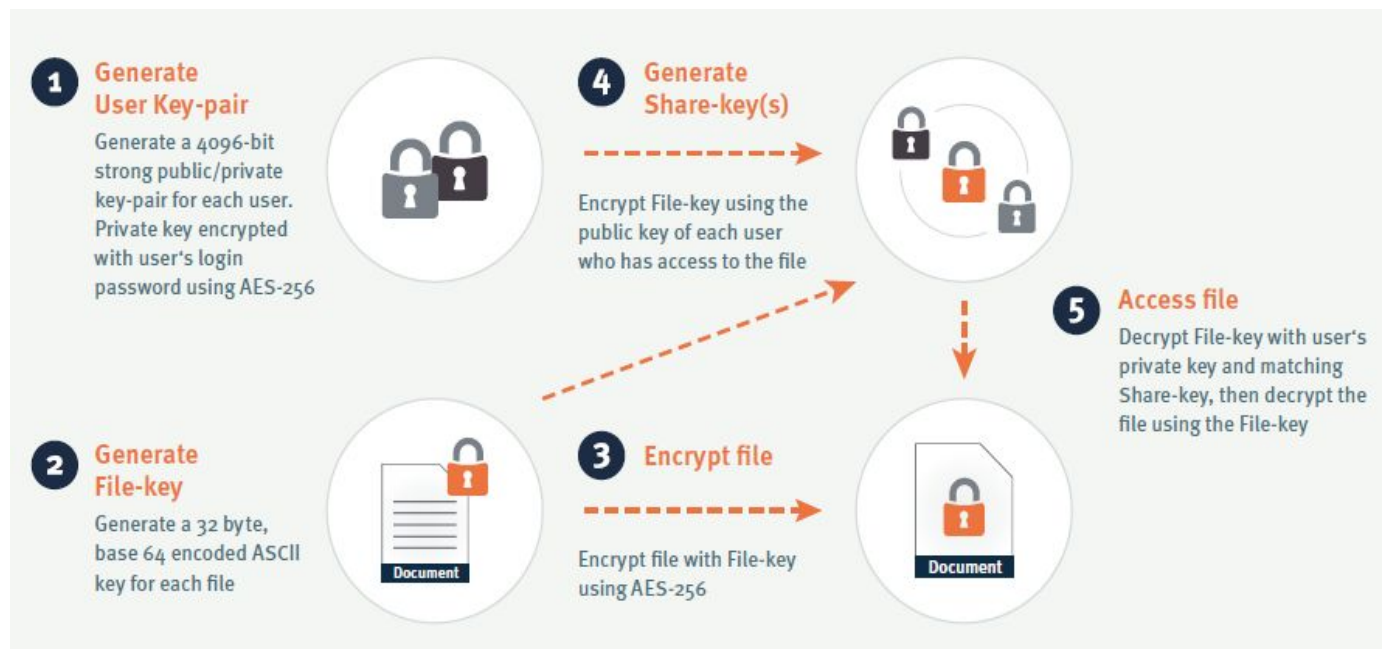 1
Generate
User Key-pair
Generate a 4096-bit
strong public/private
key-pair for each user.
Private key encrypted
with user‘s login
password using AES-256
2
Generate
File-key
Generate a 32 byte,
base 64 encoded ASCII
key for each file
Document
3 Encrypt file
Encrypt file with File-key
using AES-256
4
Generate
Share-key(s)
Encrypt File-key using the
public key of each user
who has access to the file
5
Access file
Decrypt File-key with user‘s
private key and matching
Share-key, then decrypt the
file using the File-key
Document